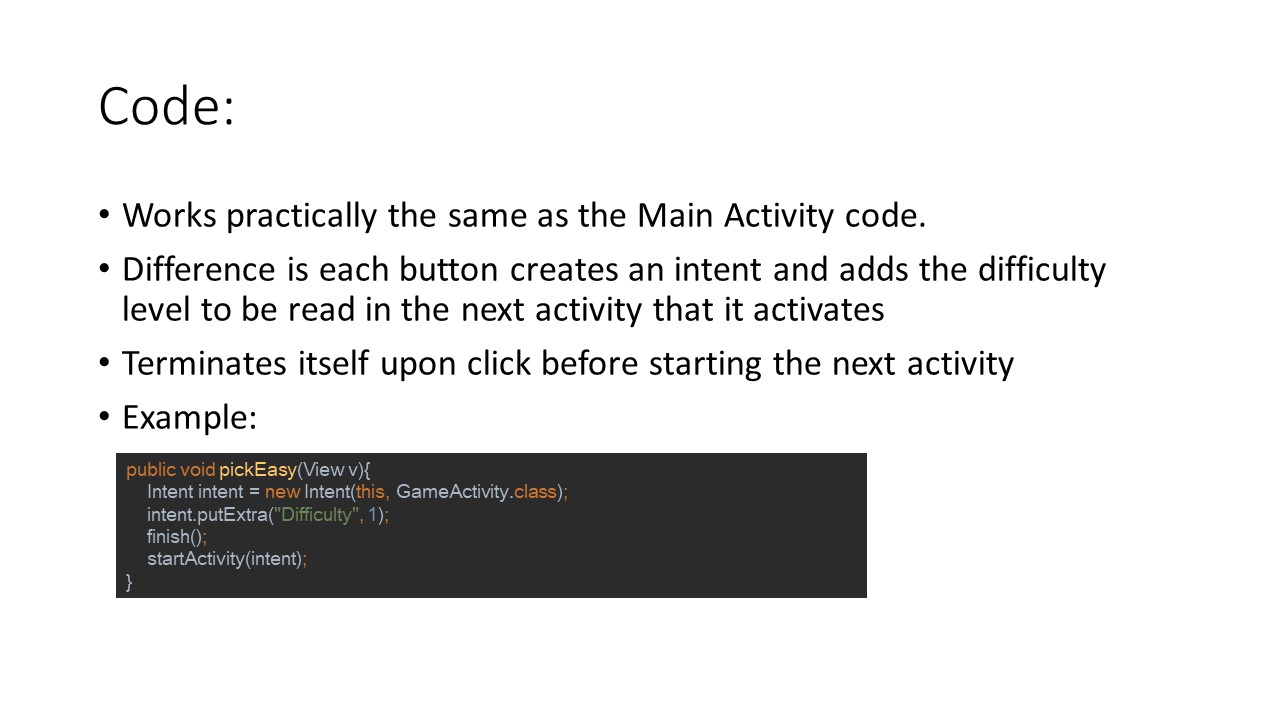 Code:
• Works practically the same as the Main Activity code.
• Difference is each button creates an intent and adds the difficulty
level to be read in the next activity that it activates
• Terminates itself upon click before starting the next activity
• Example:
public void pickEasy(View v){
    Intent intent = new Intent(this, GameActivity.class);
    intent.putExtra("Difficulty", 1);
    finish();
    startActivity(intent);
}